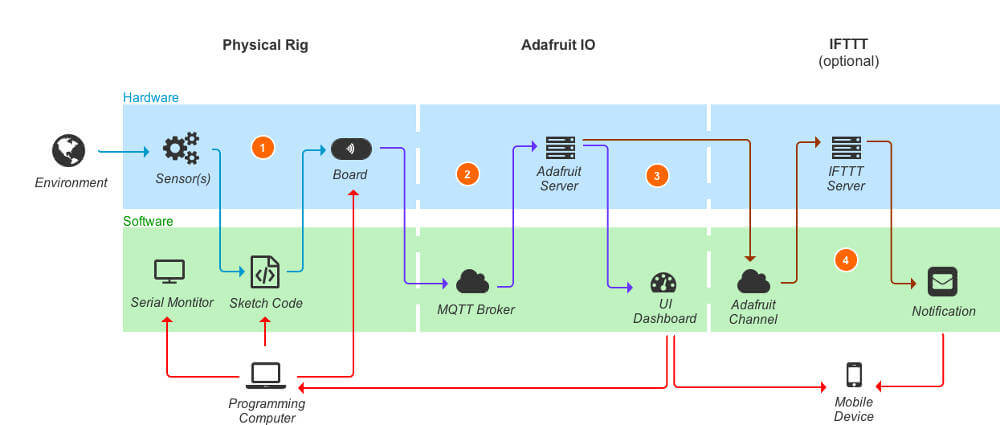 Physical Rig
Adafruit IO
IFTTT
(optional)
Hardware
1
2
3
Environment
Sensor(s)
Board
Adafruit
Server
IFTTT
Server
Software
4
Serial Montitor
Sketch Code
MQTT Broker
UI
Dashboard
Adafruit
Channel
Notification
Programming
Computer
Mobile
Device